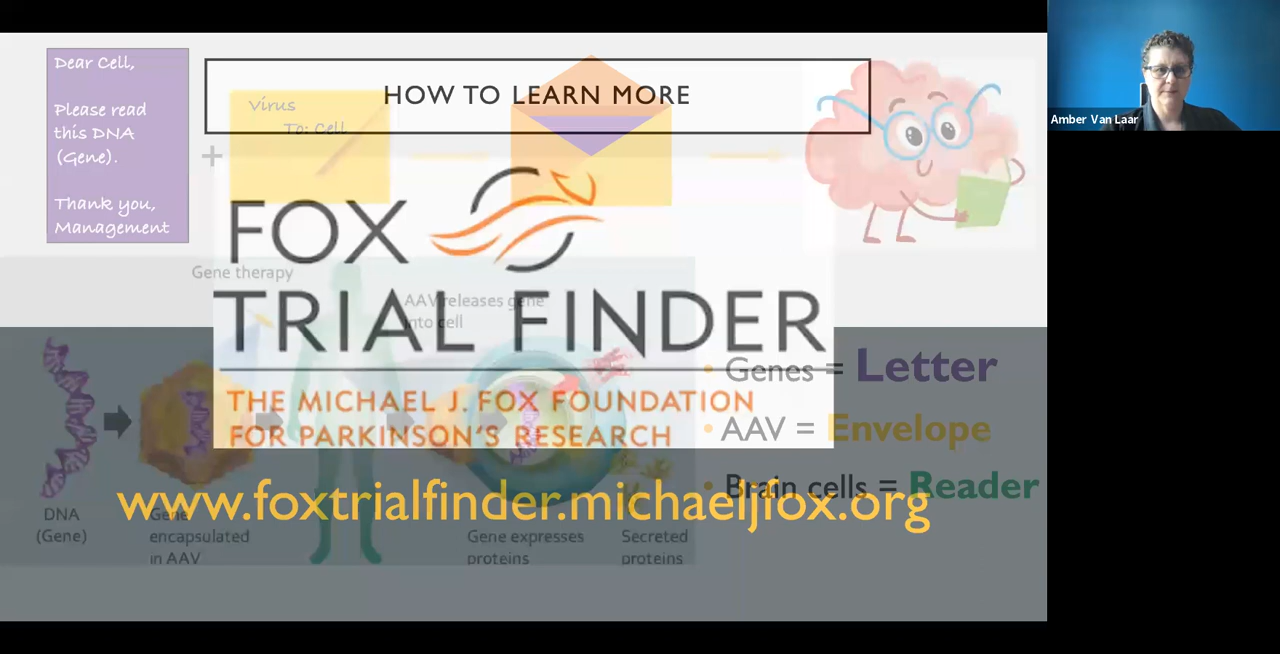 Dear Cell,
Please read
this DNA
(Gene).
Thank you,
Management
+
Virus
To: Cell
HOW TO LEARN MORE
FOX
TRIAL FINDER
THE MICHAEL J. FOX FOUNDATION
FOR PARKINSON'S RESEARCH
www.foxtrialfinder.michaeljfox.org
Gene therapy
AAV releases gene
into cell
DNA
(Gene)
Gene
encapsulated
in AAV
Gene expresses
proteins
Secreted
proteins
• Genes = Letter
• AAV = Envelope
• Brain cells = Reader
Amber Van Laar